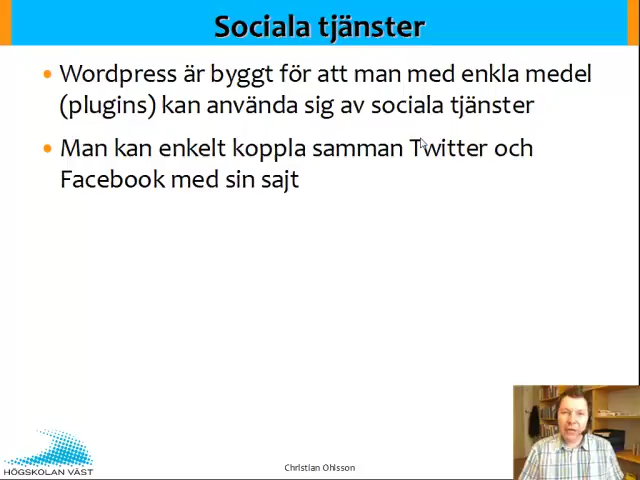 Sociala tjänster
• Wordpress är byggt för att man med enkla medel
(plugins) kan använda sig av sociala tjänster
• Man kan enkelt koppla samman Twitter och
Facebook med sin sajt
HÖGSKOLAN VÄST
Christian Ohlsson